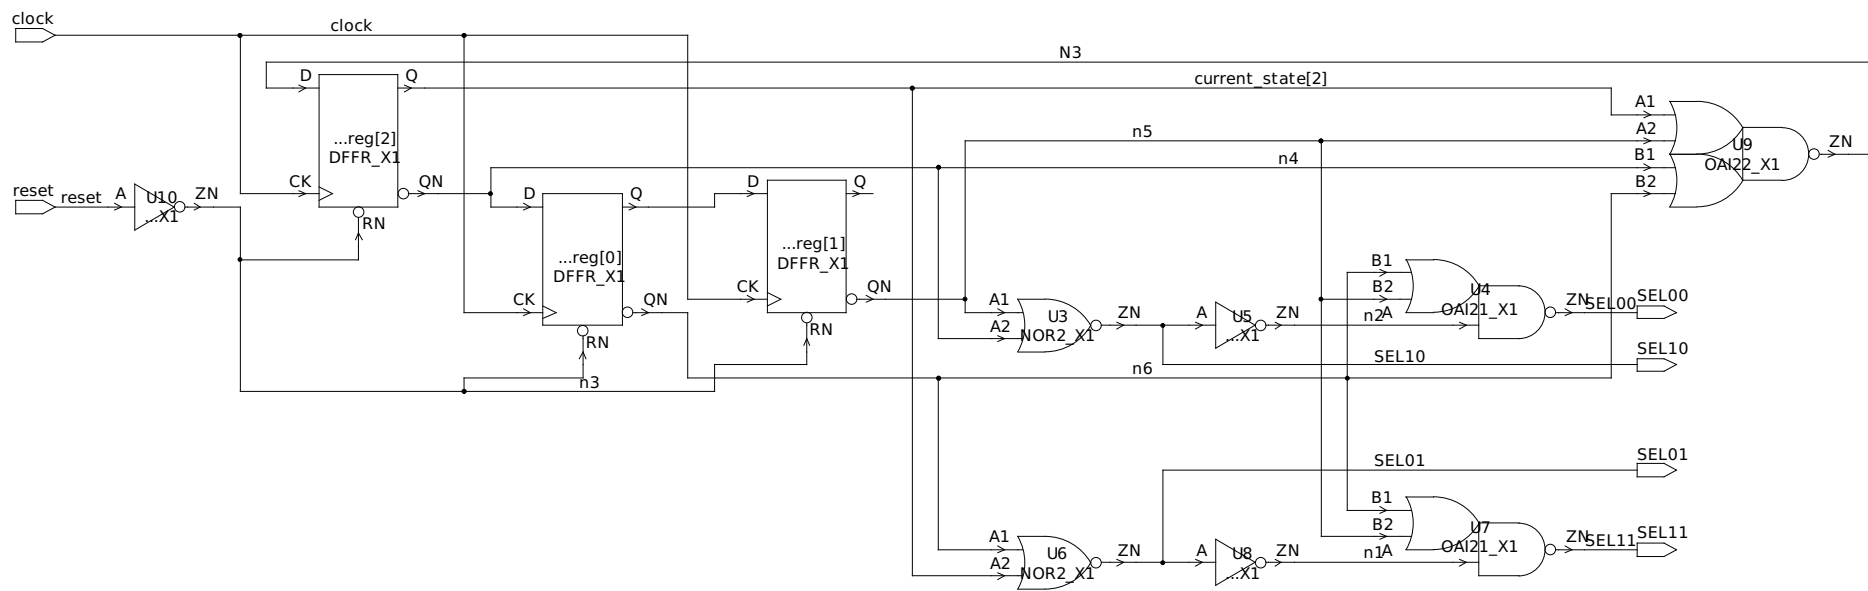 clock
clock
N3
D
Q
current_state[2]
A1
n5
A2
ZN
...reg[2]
DFFR_X1
U9
OAI22_X1
B1
n4
CK
QN
D
Q
D
Q
B2
reset
reset
A
U10
...X1
ZN
RN
...reg[0]
DFFR_X1
...reg[1]
DFFR_X1
B1
CK
QN
CK
QN
B2
U4
OAI21_X1
ZN
SEL00
SEL00
A1
U3
NOR2_X1
ZN
A
U5
...X1
ZN
n2
A
A2
RN
RN
SEL10
SEL10
n3
n6
SEL01
SEL01
B1
B2
U7
OAI21_X1
ZN
SEL11
SEL11
A1
U6
NOR2_X1
ZN
A
U8
...X1
ZN
n1
A
A2